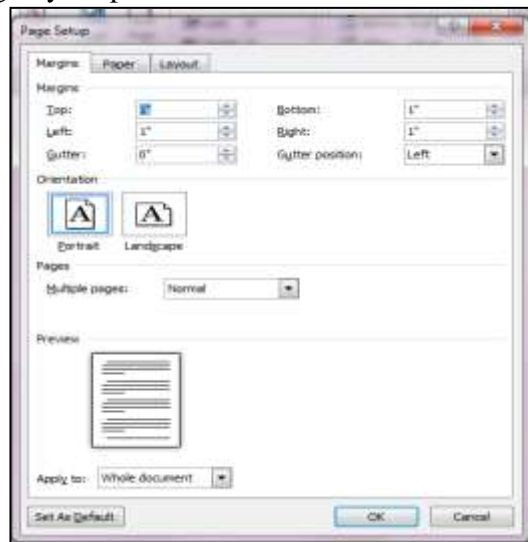 Page Setup
Margins Paper Layout
Margins
Top: 1" Bottom: 1"
Left: 1" Right: 1"
Gutter: 0" Gutter position: Left
Orientation
A A
Portrait Landscape
Pages
Multiple pages: Normal
Preview
Apply to: Whole document
Set As Default OK Cancel